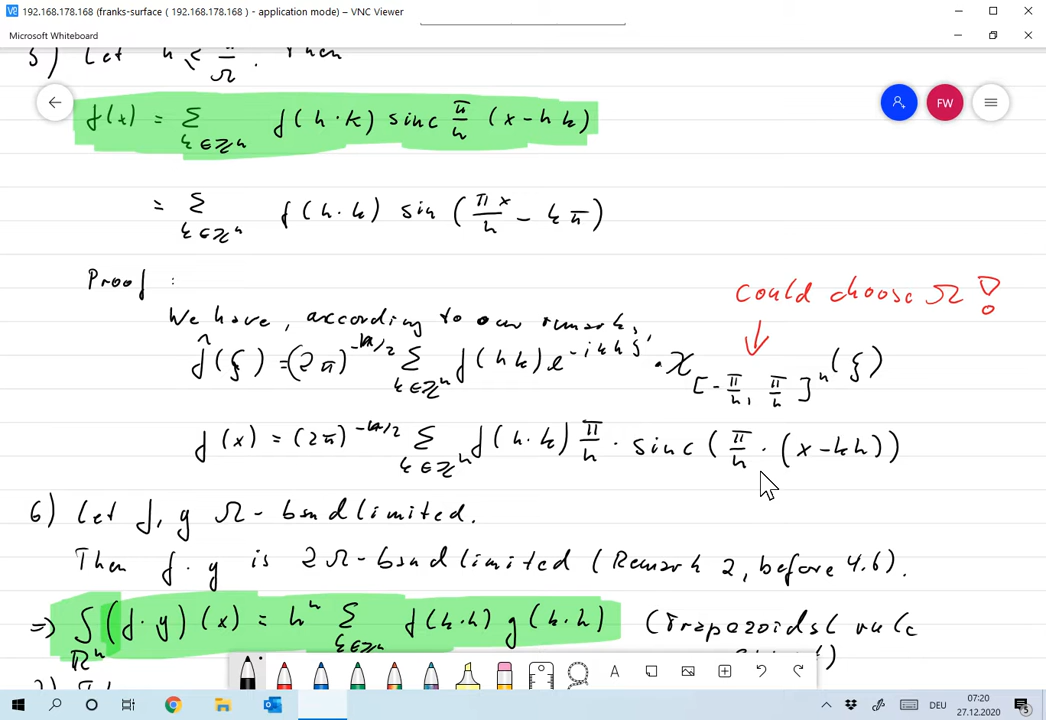 192.168.178.168 (franks-surface ( 192.168.178.168 ) - application mode) – VNC Viewer
Microsoft Whiteboard
5) Let h ≤ π/Ω . Then
FW
f(x) = Σ_{k∈ℤⁿ} f(h·k) sinc π/h (x-hk)
= Σ_{k∈ℤⁿ} f(h·k) sin (πx/h - kπ)
Proof :
could choose Ω !
We have, according to our remark,
f̂(ξ) = (2π)^{-n/2} Σ_{k∈ℤⁿ} f(hk) e^{-ikhξ} · χ_{[-π/h, π/h]ⁿ}(ξ)
f(x) = (2π)^{-n/2} Σ_{k∈ℤⁿ} f(h·k) π/h · sinc(π/h · (x-kh))
6) Let f, g Ω-bandlimited.
Then f·g is 2Ω-bandlimited (Remark 2, before 4.6).
⇒ ∫_{ℝⁿ} (f·g)(x) = hⁿ Σ_{k∈ℤⁿ} f(k·h) g(k·h) (Trapezoidal rule
07:20
DEU
27.12.2020
5